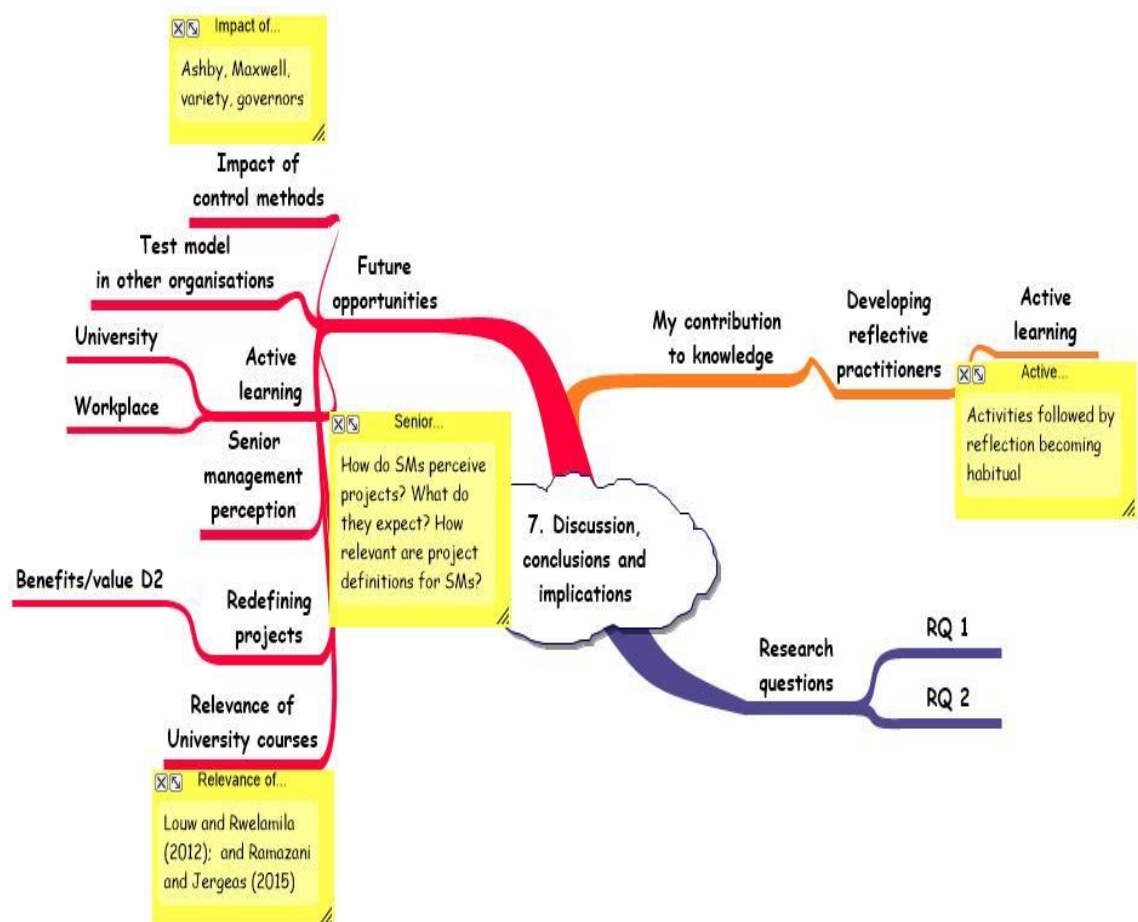 Impact of...
Ashby, Maxwell,
variety, governors
Impact of
control methods
Test model
in other organisations
University
Active
learning
Workplace
Senior
management
perception
Benefits/value D2
Redefining
projects
Relevance of
University courses
Relevance of...
Louw and Rwelamila
(2012); and Ramazani
and Jergeas (2015)
Future
opportunities
Senior...
How do SMs perceive
projects? What do
they expect? How
relevant are project
definitions for SMs?
7. Discussion,
conclusions and
implications
My contribution
to knowledge
Developing
reflective
practitioners
Active
learning
Active...
Activities followed by
reflection becoming
habitual
Research
questions
RQ 1
RQ 2